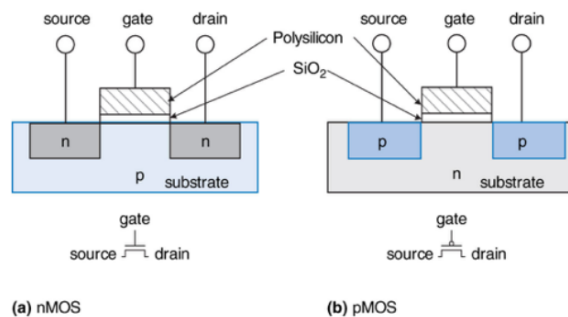 source gate drain
Polysilicon
SiO₂
source gate drain
n n
p
substrate
p p
n
substrate
gate
source drain
gate
source drain
(a) nMOS
(b) pMOS